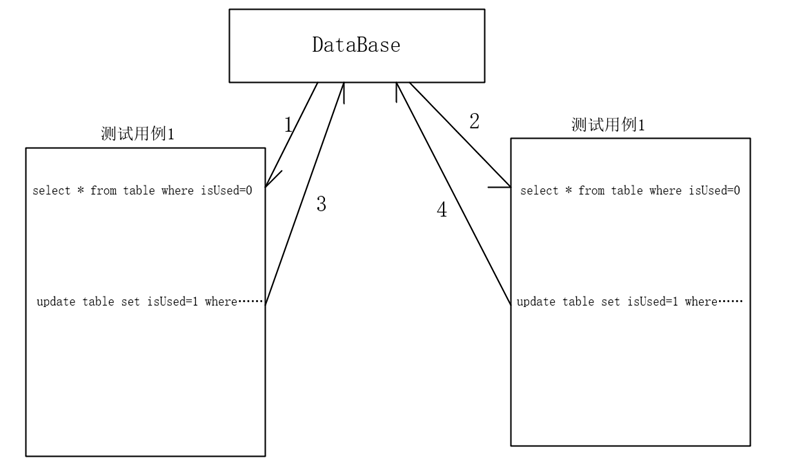 DataBase
测试用例1
测试用例1
1
2
select * from table where isUsed=0
select * from table where isUsed=0
3
4
update table set isUsed=1 where……
update table set isUsed=1 where……